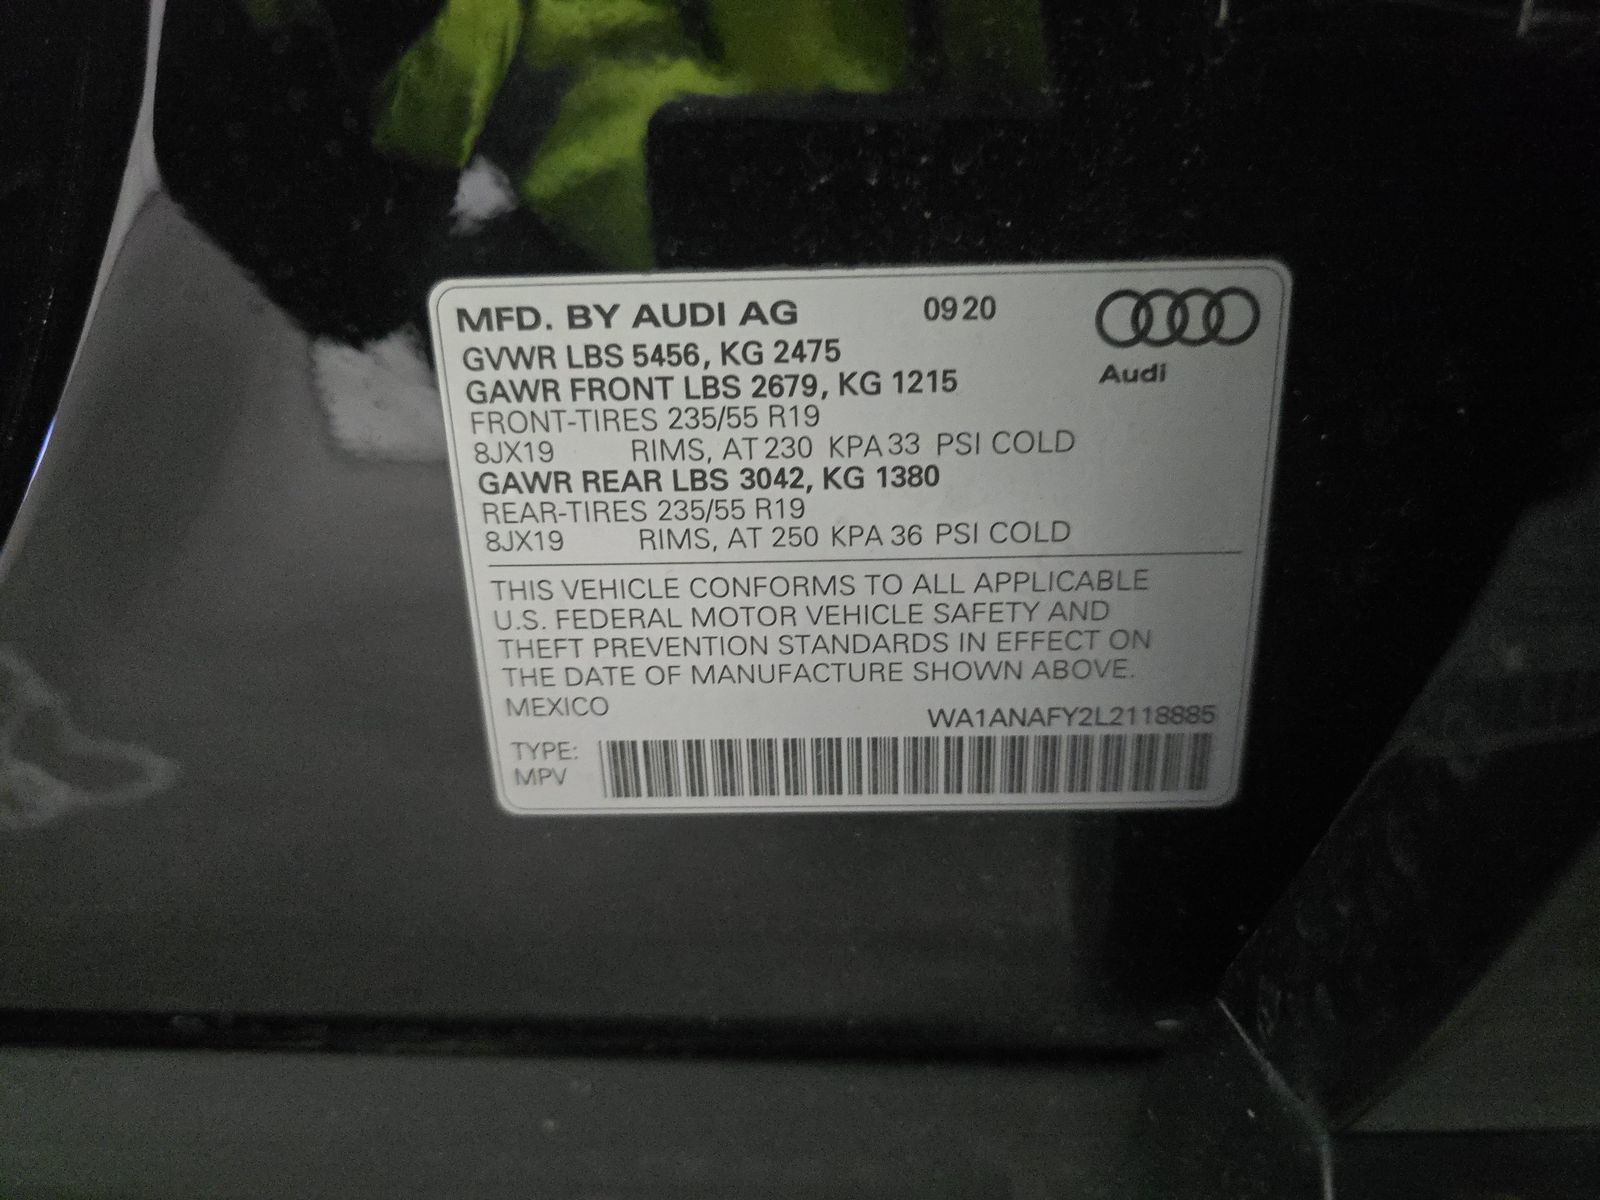 MFD. BY AUDI AG 0920
GVWR LBS 5456, KG 2475
GAWR FRONT LBS 2679, KG 1215
Audi
FRONT-TIRES 235/55 R19
8JX19 RIMS, AT 230 KPA 33 PSI COLD
GAWR REAR LBS 3042, KG 1380
REAR-TIRES 235/55 R19
8JX19 RIMS, AT 250 KPA 36 PSI COLD
THIS VEHICLE CONFORMS TO ALL APPLICABLE
U.S. FEDERAL MOTOR VEHICLE SAFETY AND
THEFT PREVENTION STANDARDS IN EFFECT ON
THE DATE OF MANUFACTURE SHOWN ABOVE.
MEXICO
WA1ANAFY2L2118885
TYPE:
MPV